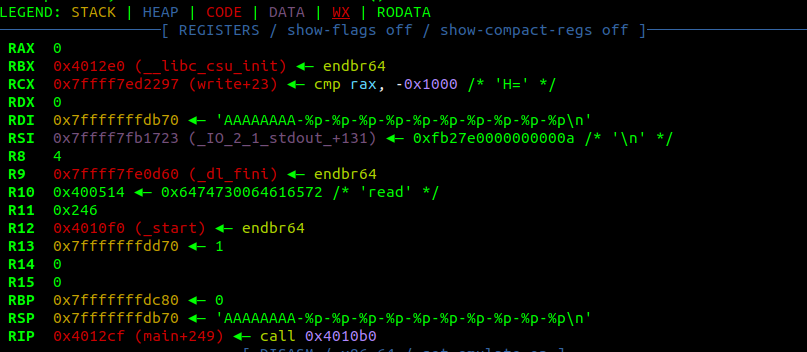 LEGEND: STACK | HEAP | CODE | DATA | WX | RODATA
[ REGISTERS / show-flags off / show-compact-regs off ]
RAX 0
RBX 0x4012e0 (__libc_csu_init) ◂— endbr64
RCX 0x7ffff7ed2297 (write+23) ◂— cmp rax, -0x1000 /* 'H=' */
RDX 0
RDI 0x7fffffffdb70 ◂— 'AAAAAAAA-%p-%p-%p-%p-%p-%p-%p-%p-%p-%p\n'
RSI 0x7ffff7fb1723 (_IO_2_1_stdout_+131) ◂— 0xfb27e0000000000a /* '\n' */
R8 4
R9 0x7ffff7fe0d60 (_dl_fini) ◂— endbr64
R10 0x400514 ◂— 0x6474730064616572 /* 'read' */
R11 0x246
R12 0x4010f0 (_start) ◂— endbr64
R13 0x7fffffffdd70 ◂— 1
R14 0
R15 0
RBP 0x7fffffffdc80 ◂— 0
RSP 0x7fffffffdb70 ◂— 'AAAAAAAA-%p-%p-%p-%p-%p-%p-%p-%p-%p-%p\n'
RIP 0x4012cf (main+249) ◂— call 0x4010b0